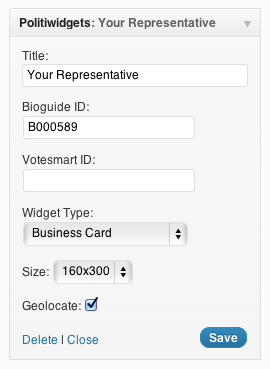 Politiwidgets: Your Representative
Title:
Your Representative
Bioguide ID:
B000589
Votesmart ID:
Widget Type:
Business Card
Size: 160x300
Geolocate:
Delete | Close Save